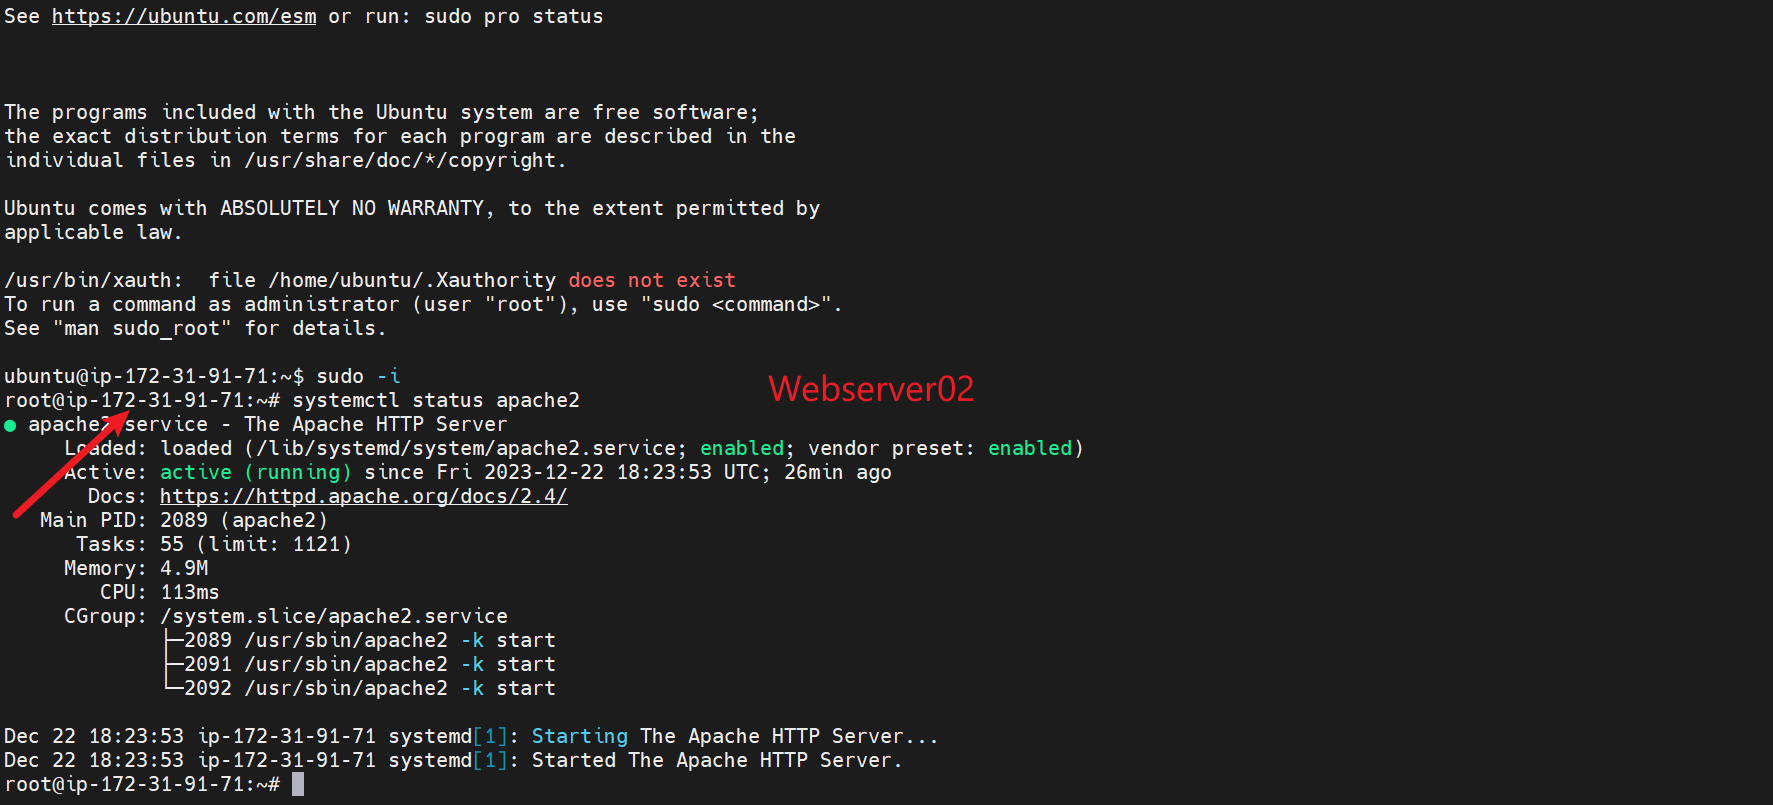 See https://ubuntu.com/esm or run: sudo pro status
The programs included with the Ubuntu system are free software;
the exact distribution terms for each program are described in the
individual files in /usr/share/doc/*/copyright.
Ubuntu comes with ABSOLUTELY NO WARRANTY, to the extent permitted by
applicable law.
/usr/bin/xauth:  file /home/ubuntu/.Xauthority does not exist
To run a command as administrator (user "root"), use "sudo <command>".
See "man sudo_root" for details.
ubuntu@ip-172-31-91-71:~$ sudo -i
Webserver02
root@ip-172-31-91-71:~# systemctl status apache2
● apache2.service - The Apache HTTP Server
     Loaded: loaded (/lib/systemd/system/apache2.service; enabled; vendor preset: enabled)
     Active: active (running) since Fri 2023-12-22 18:23:53 UTC; 26min ago
       Docs: https://httpd.apache.org/docs/2.4/
   Main PID: 2089 (apache2)
      Tasks: 55 (limit: 1121)
     Memory: 4.9M
        CPU: 113ms
     CGroup: /system.slice/apache2.service
             ├─2089 /usr/sbin/apache2 -k start
             ├─2091 /usr/sbin/apache2 -k start
             └─2092 /usr/sbin/apache2 -k start
Dec 22 18:23:53 ip-172-31-91-71 systemd[1]: Starting The Apache HTTP Server...
Dec 22 18:23:53 ip-172-31-91-71 systemd[1]: Started The Apache HTTP Server.
root@ip-172-31-91-71:~#